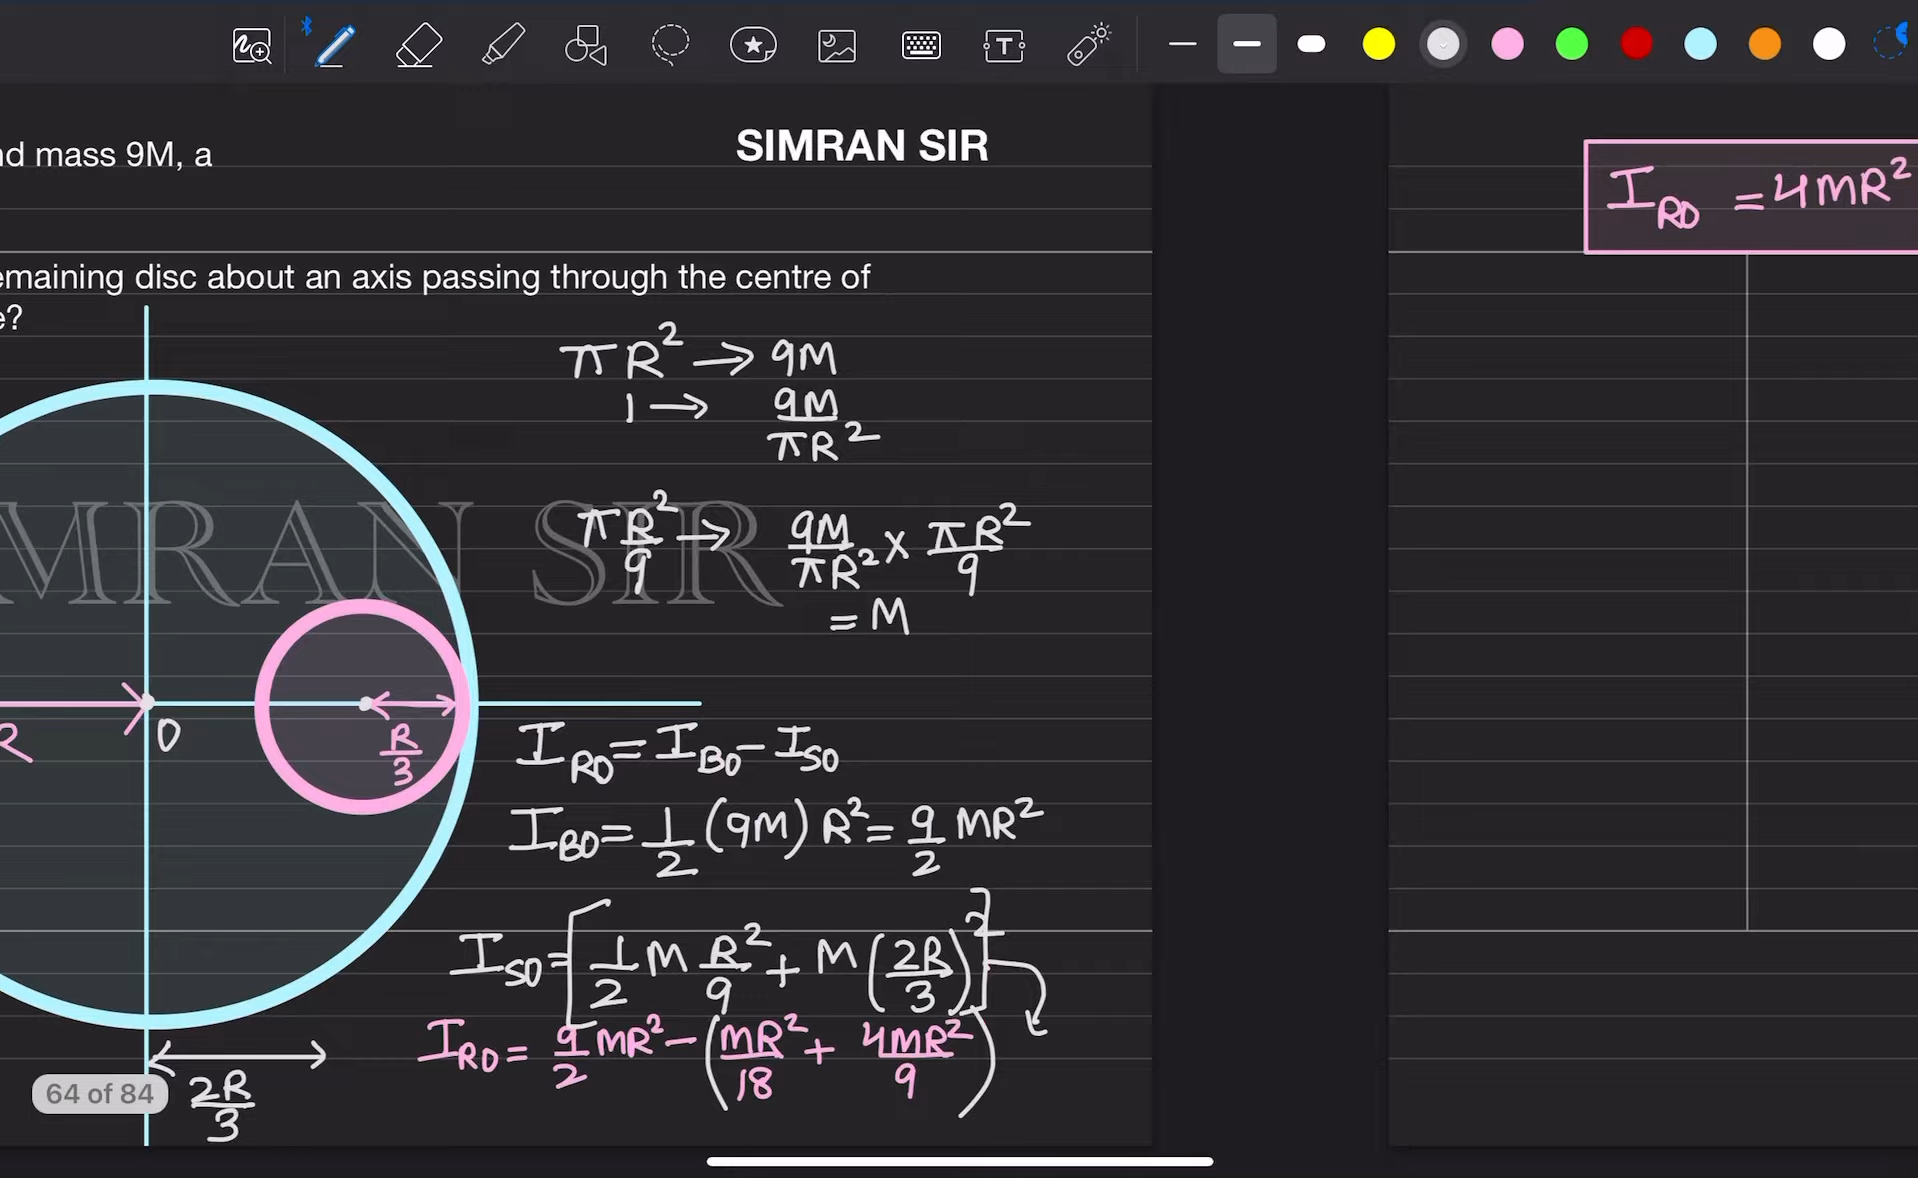 nd mass 9M, a
SIMRAN SIR
I_RO = 4MR²
emaining disc about an axis passing through the centre of
e?
πR² → 9M
1 → 9M/πR²
MRAN SIR
πR²/9 → 9M/πR² × πR²/9
= M
R
O
R/3
I_RO = I_BO - I_SO
I_BO = 1/2 (9M) R² = 9/2 MR²
I_SO = [1/2 M R²/9 + M (2R/3)²]
I_RO = 9/2 MR² - (MR²/18 + 4MR²/9)
64 of 84
2R/3